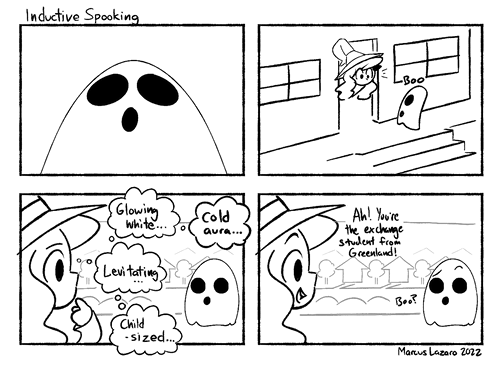 Inductive Spooking
Boo
Glowing
white...
Cold
aura...
Levitating
...
Child
-sized...
Ah! You're
the exchange
student from
Greenland!
Boo?
Marcus Lazaro 2022